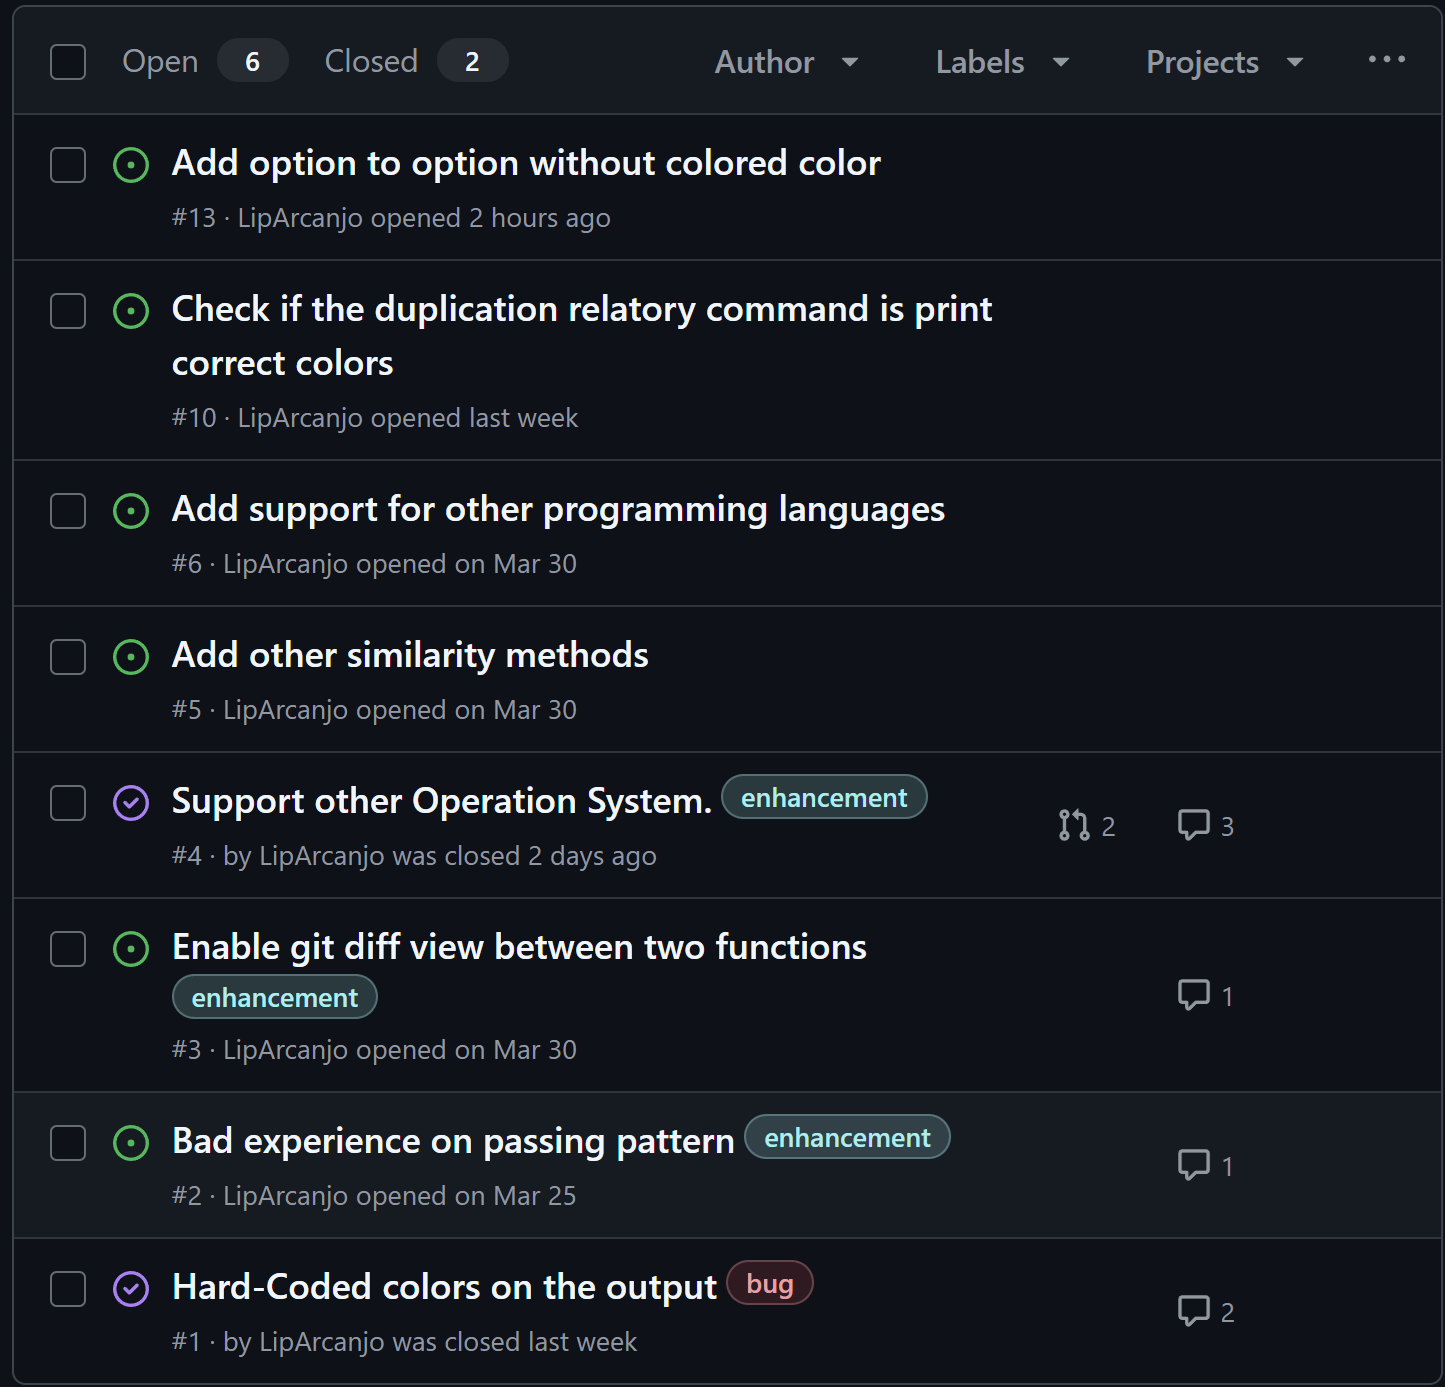 Open 6 Closed 2 Author Labels Projects
Add option to option without colored color
#13 · LipArcanjo opened 2 hours ago
Check if the duplication relatory command is print
correct colors
#10 · LipArcanjo opened last week
Add support for other programming languages
#6 · LipArcanjo opened on Mar 30
Add other similarity methods
#5 · LipArcanjo opened on Mar 30
Support other Operation System. enhancement 2 3
#4 · by LipArcanjo was closed 2 days ago
Enable git diff view between two functions
enhancement 1
#3 · LipArcanjo opened on Mar 30
Bad experience on passing pattern enhancement 1
#2 · LipArcanjo opened on Mar 25
Hard-Coded colors on the output bug 2
#1 · by LipArcanjo was closed last week